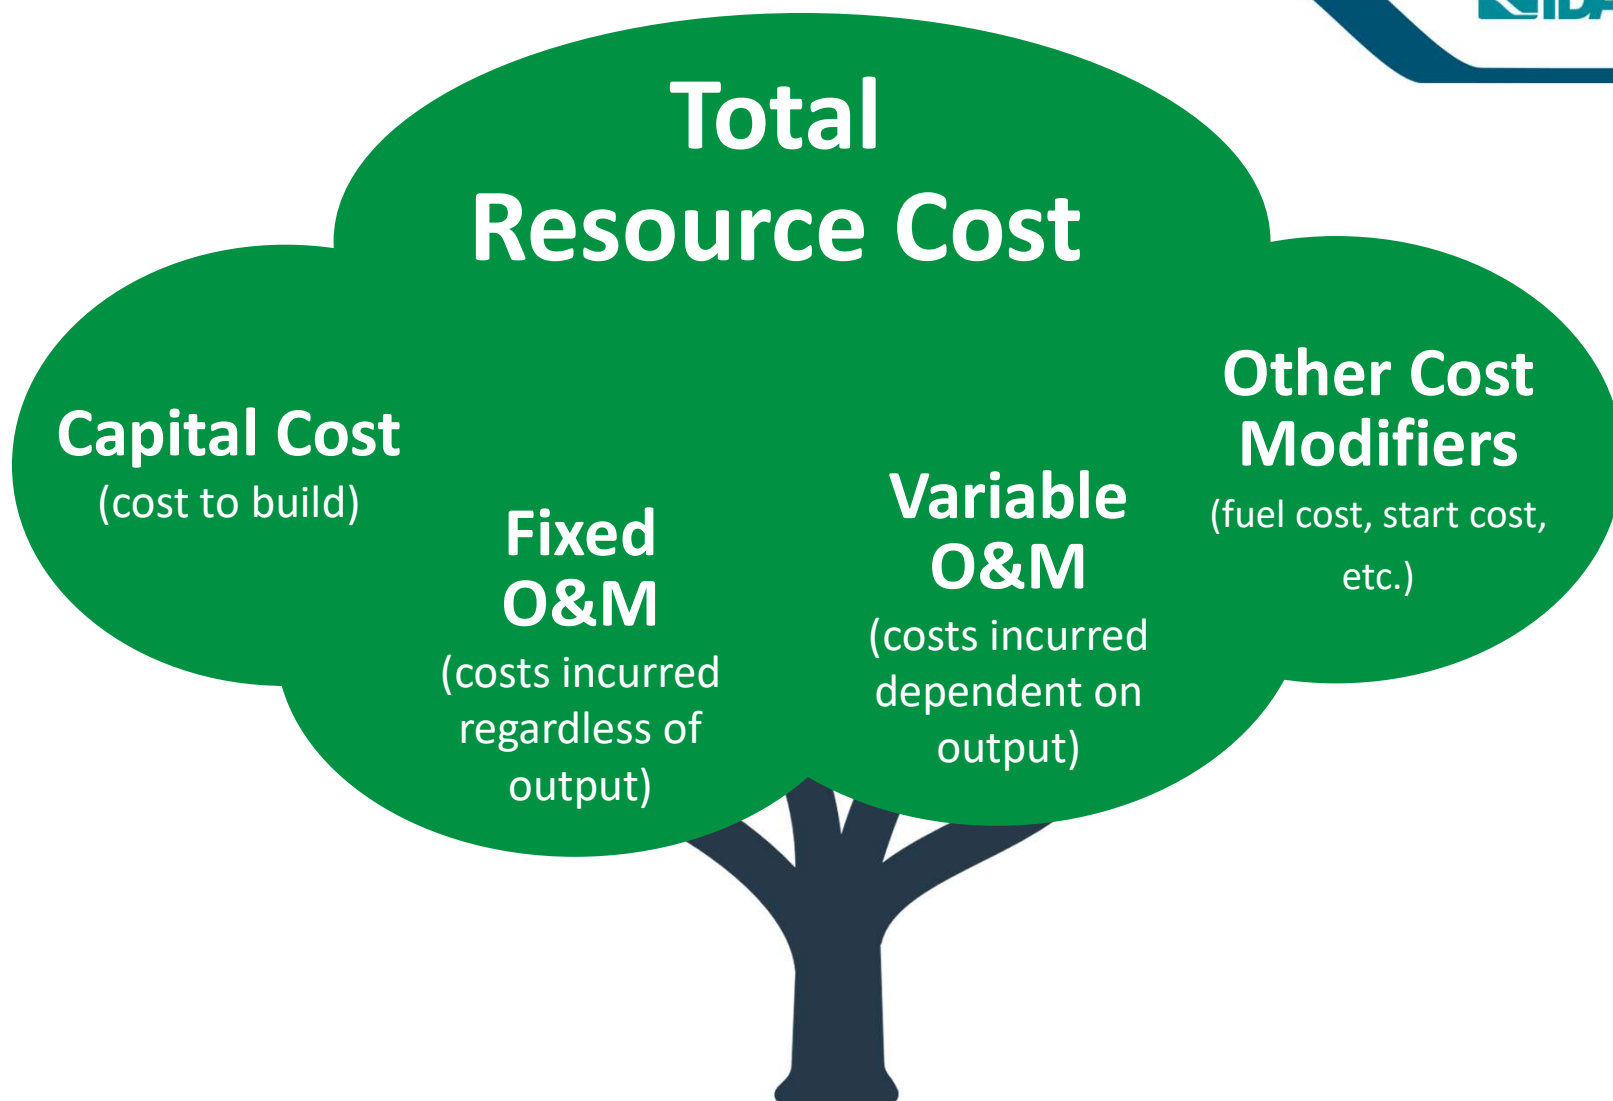 Total
Resource Cost
Capital Cost
(cost to build)
Fixed
O&M
(costs incurred
regardless of
output)
Variable
O&M
(costs incurred
dependent on
output)
Other Cost
Modifiers
(fuel cost, start cost,
etc.)